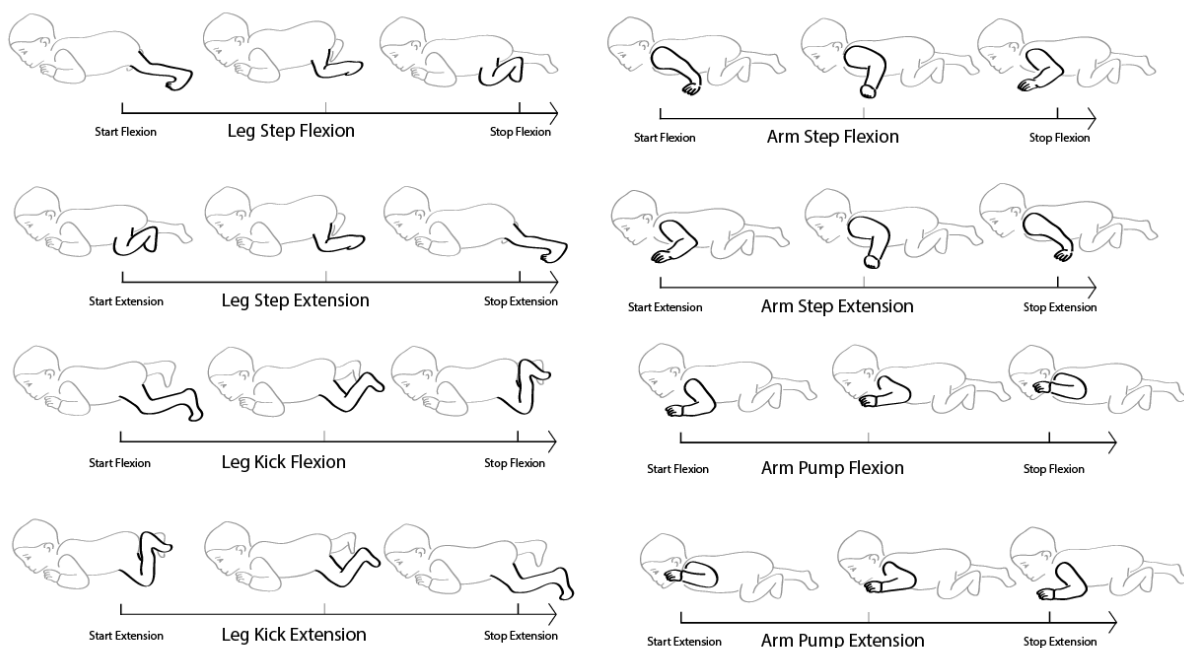 Start Flexion
Leg Step Flexion
Stop Flexion
Start Flexion
Arm Step Flexion
Stop Flexion
Start Extension
Leg Step Extension
Stop Extension
Start Extension
Arm Step Extension
Stop Extension
Start Flexion
Leg Kick Flexion
Stop Flexion
Start Flexion
Arm Pump Flexion
Stop Flexion
Start Extension
Leg Kick Extension
Stop Extension
Start Extension
Arm Pump Extension
Stop Extension